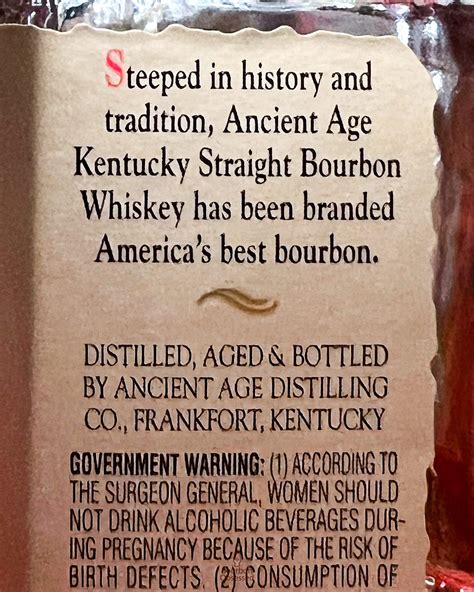 Steeped in history and
tradition, Ancient Age
Kentucky Straight Bourbon
Whiskey has been branded
America's best bourbon.
DISTILLED, AGED & BOTTLED
BY ANCIENT AGE DISTILLING
CO., FRANKFORT, KENTUCKY
GOVERNMENT WARNING: (1) ACCORDING TO
THE SURGEON GENERAL, WOMEN SHOULD
NOT DRINK ALCOHOLIC BEVERAGES DUR-
ING PREGNANCY BECAUSE OF THE RISK OF
BIRTH DEFECTS. (2) CONSUMPTION OF